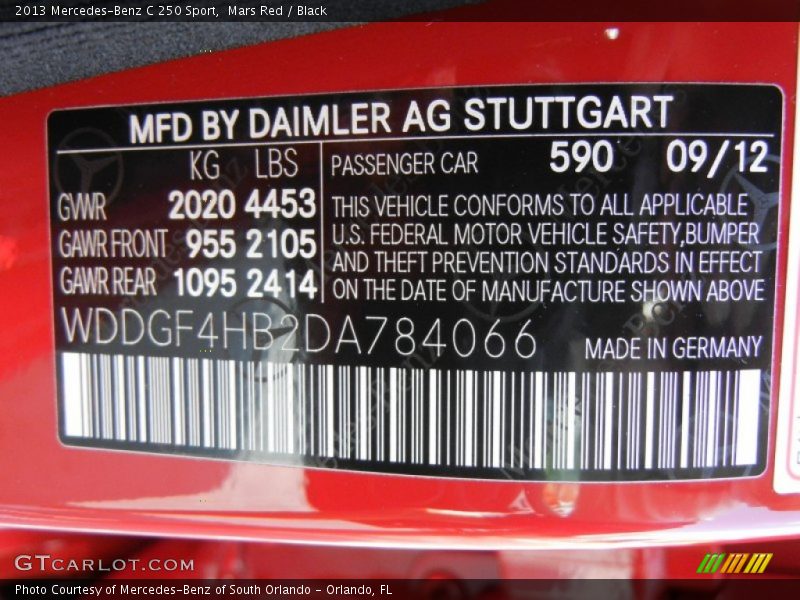 2013 Mercedes-Benz C 250 Sport, Mars Red / Black
MFD BY DAIMLER AG STUTTGART
KG LBS
GVWR 2020 4453
GAWR FRONT 955 2105
GAWR REAR 1095 2414
PASSENGER CAR 590 09/12
THIS VEHICLE CONFORMS TO ALL APPLICABLE
U.S. FEDERAL MOTOR VEHICLE SAFETY,BUMPER
AND THEFT PREVENTION STANDARDS IN EFFECT
ON THE DATE OF MANUFACTURE SHOWN ABOVE
WDDGF4HB2DA784066
MADE IN GERMANY
GTCARLOT.COM
Photo Courtesy of Mercedes-Benz of South Orlando - Orlando, FL